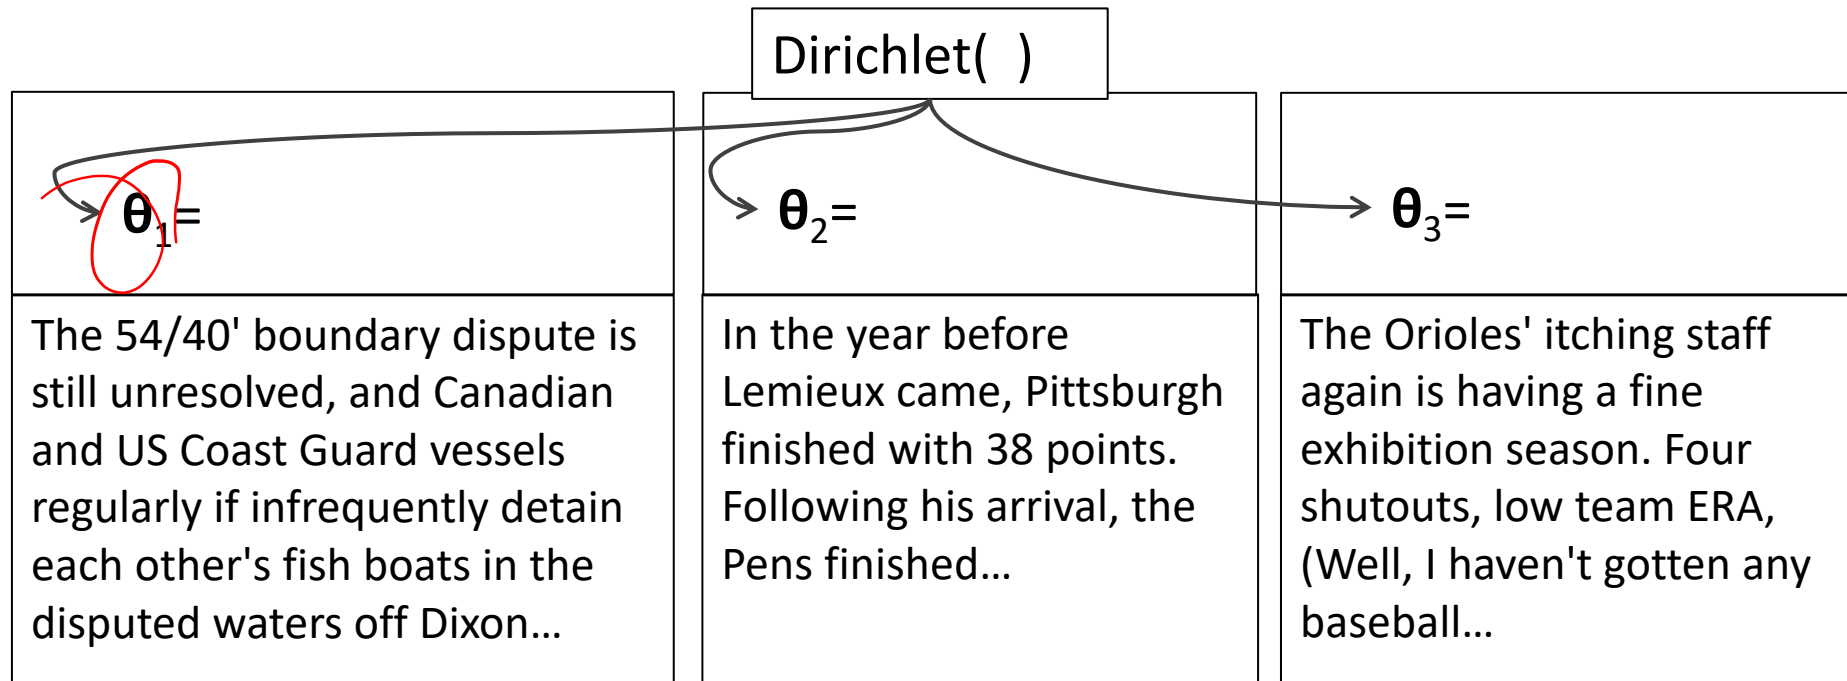 Dirichlet( )
θ1=
θ2=
θ3=
The 54/40' boundary dispute is
still unresolved, and Canadian
and US Coast Guard vessels
regularly if infrequently detain
each other's fish boats in the
disputed waters off Dixon…
In the year before
Lemieux came, Pittsburgh
finished with 38 points.
Following his arrival, the
Pens finished…
The Orioles' itching staff
again is having a fine
exhibition season. Four
shutouts, low team ERA,
(Well, I haven't gotten any
baseball…